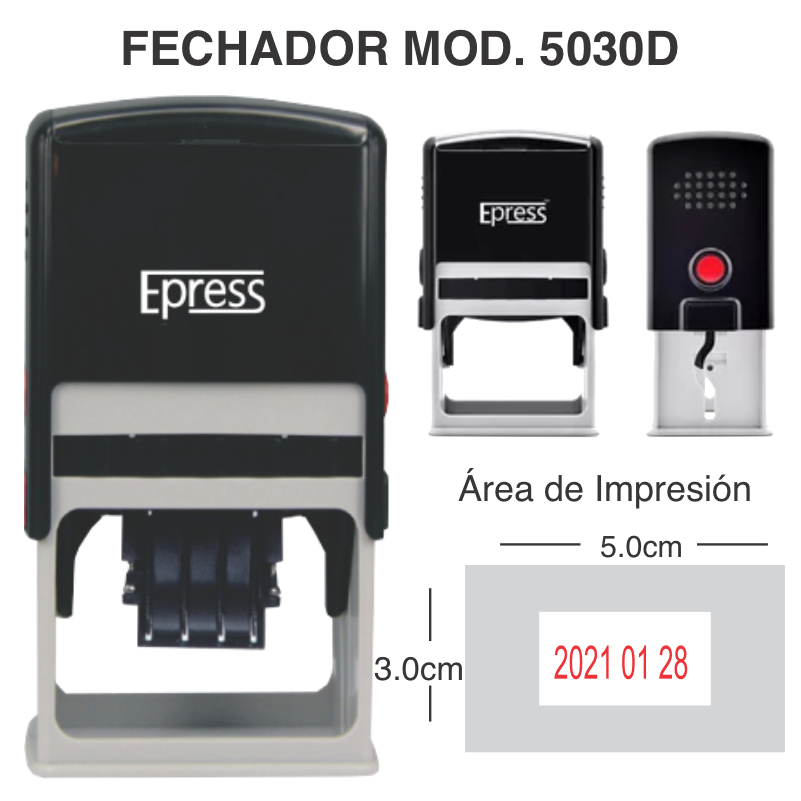 FECHADOR MOD. 5030D
Epress
Epress
Área de Impresión
5.0cm
3.0cm
2021 01 28